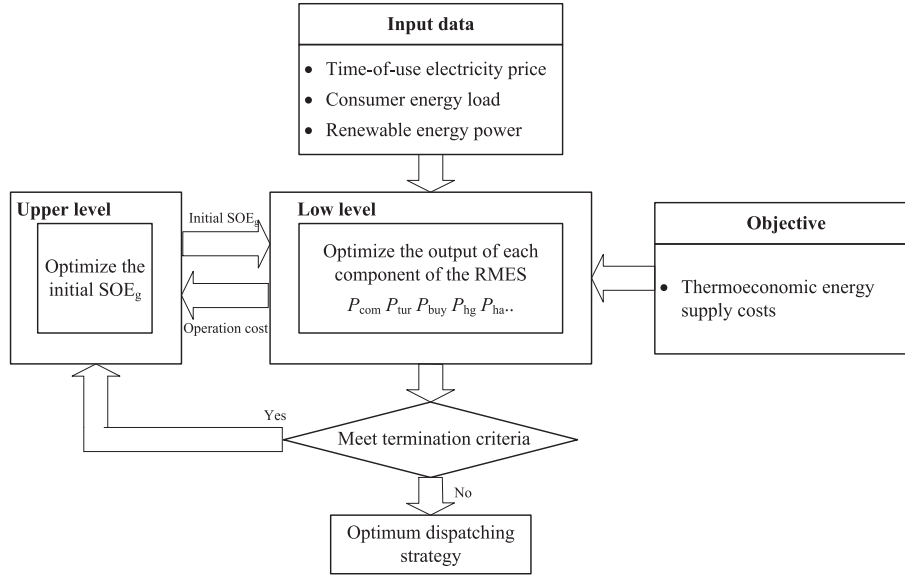 Input data
• Time-of-use electricity price
• Consumer energy load
• Renewable energy power
Upper level
Optimize the
initial SOEg
Initial SOEg
Operation cost
Low level
Optimize the output of each
component of the RMES
Pcom Ptur Pbuy Phg Pha..
Objective
• Thermoeconomic energy
supply costs
Yes
Meet termination criteria
No
Optimum dispatching
strategy